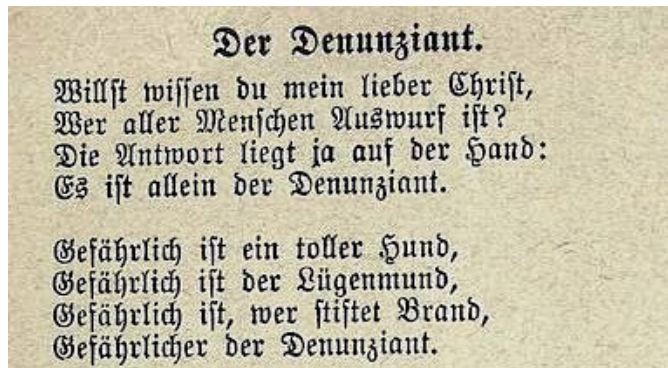 Der Denunziant.
Willst wissen du mein lieber Christ,
Wer aller Menschen Auswurf ist?
Die Antwort liegt ja auf der Hand:
Es ist allein der Denunziant.
Gefährlich ist ein toller Hund,
Gefährlich ist der Lügenmund,
Gefährlich ist, wer stiftet Brand,
Gefährlicher der Denunziant.